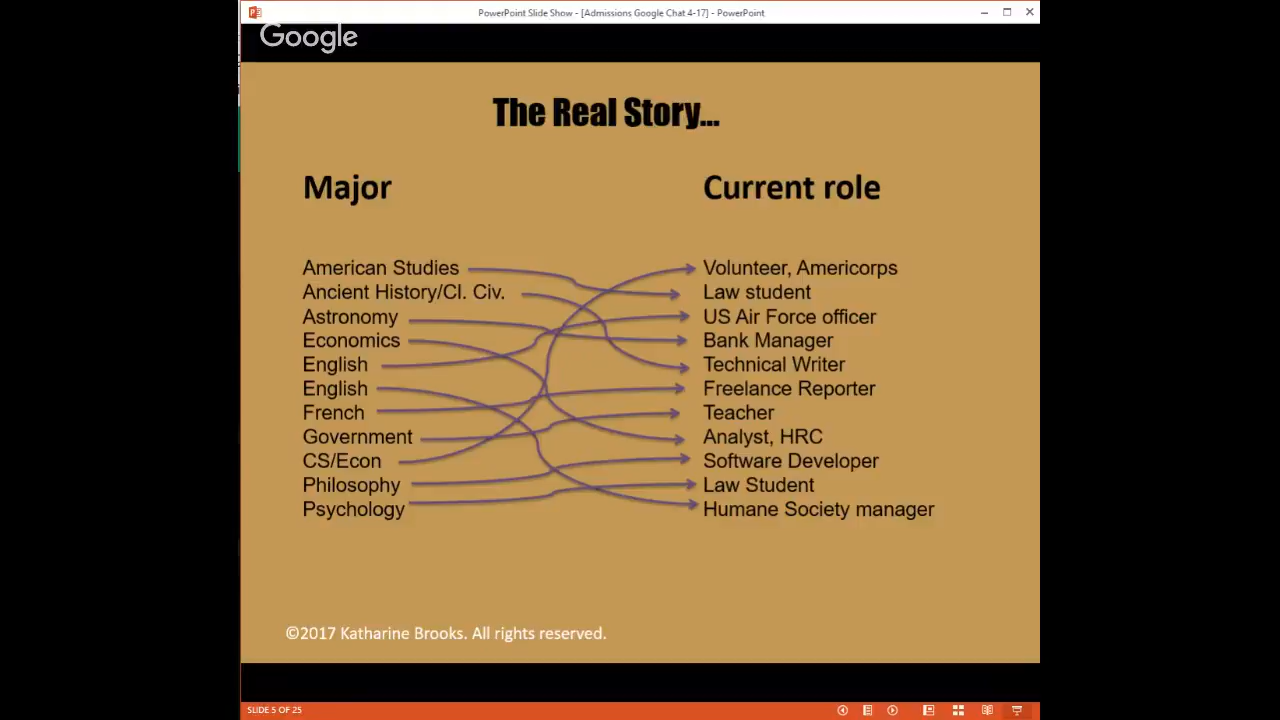 PowerPoint Slide Show - [Admissions Google Chat 4-17] - PowerPoint
Google
The Real Story...
Major
Current role
American Studies
Volunteer, Americorps
Ancient History/Cl. Civ.
Law student
Astronomy
US Air Force officer
Economics
Bank Manager
English
Technical Writer
English
Freelance Reporter
French
Teacher
Government
Analyst, HRC
CS/Econ
Software Developer
Philosophy
Law Student
Psychology
Humane Society manager
©2017 Katharine Brooks. All rights reserved.
SLIDE 5 OF 25